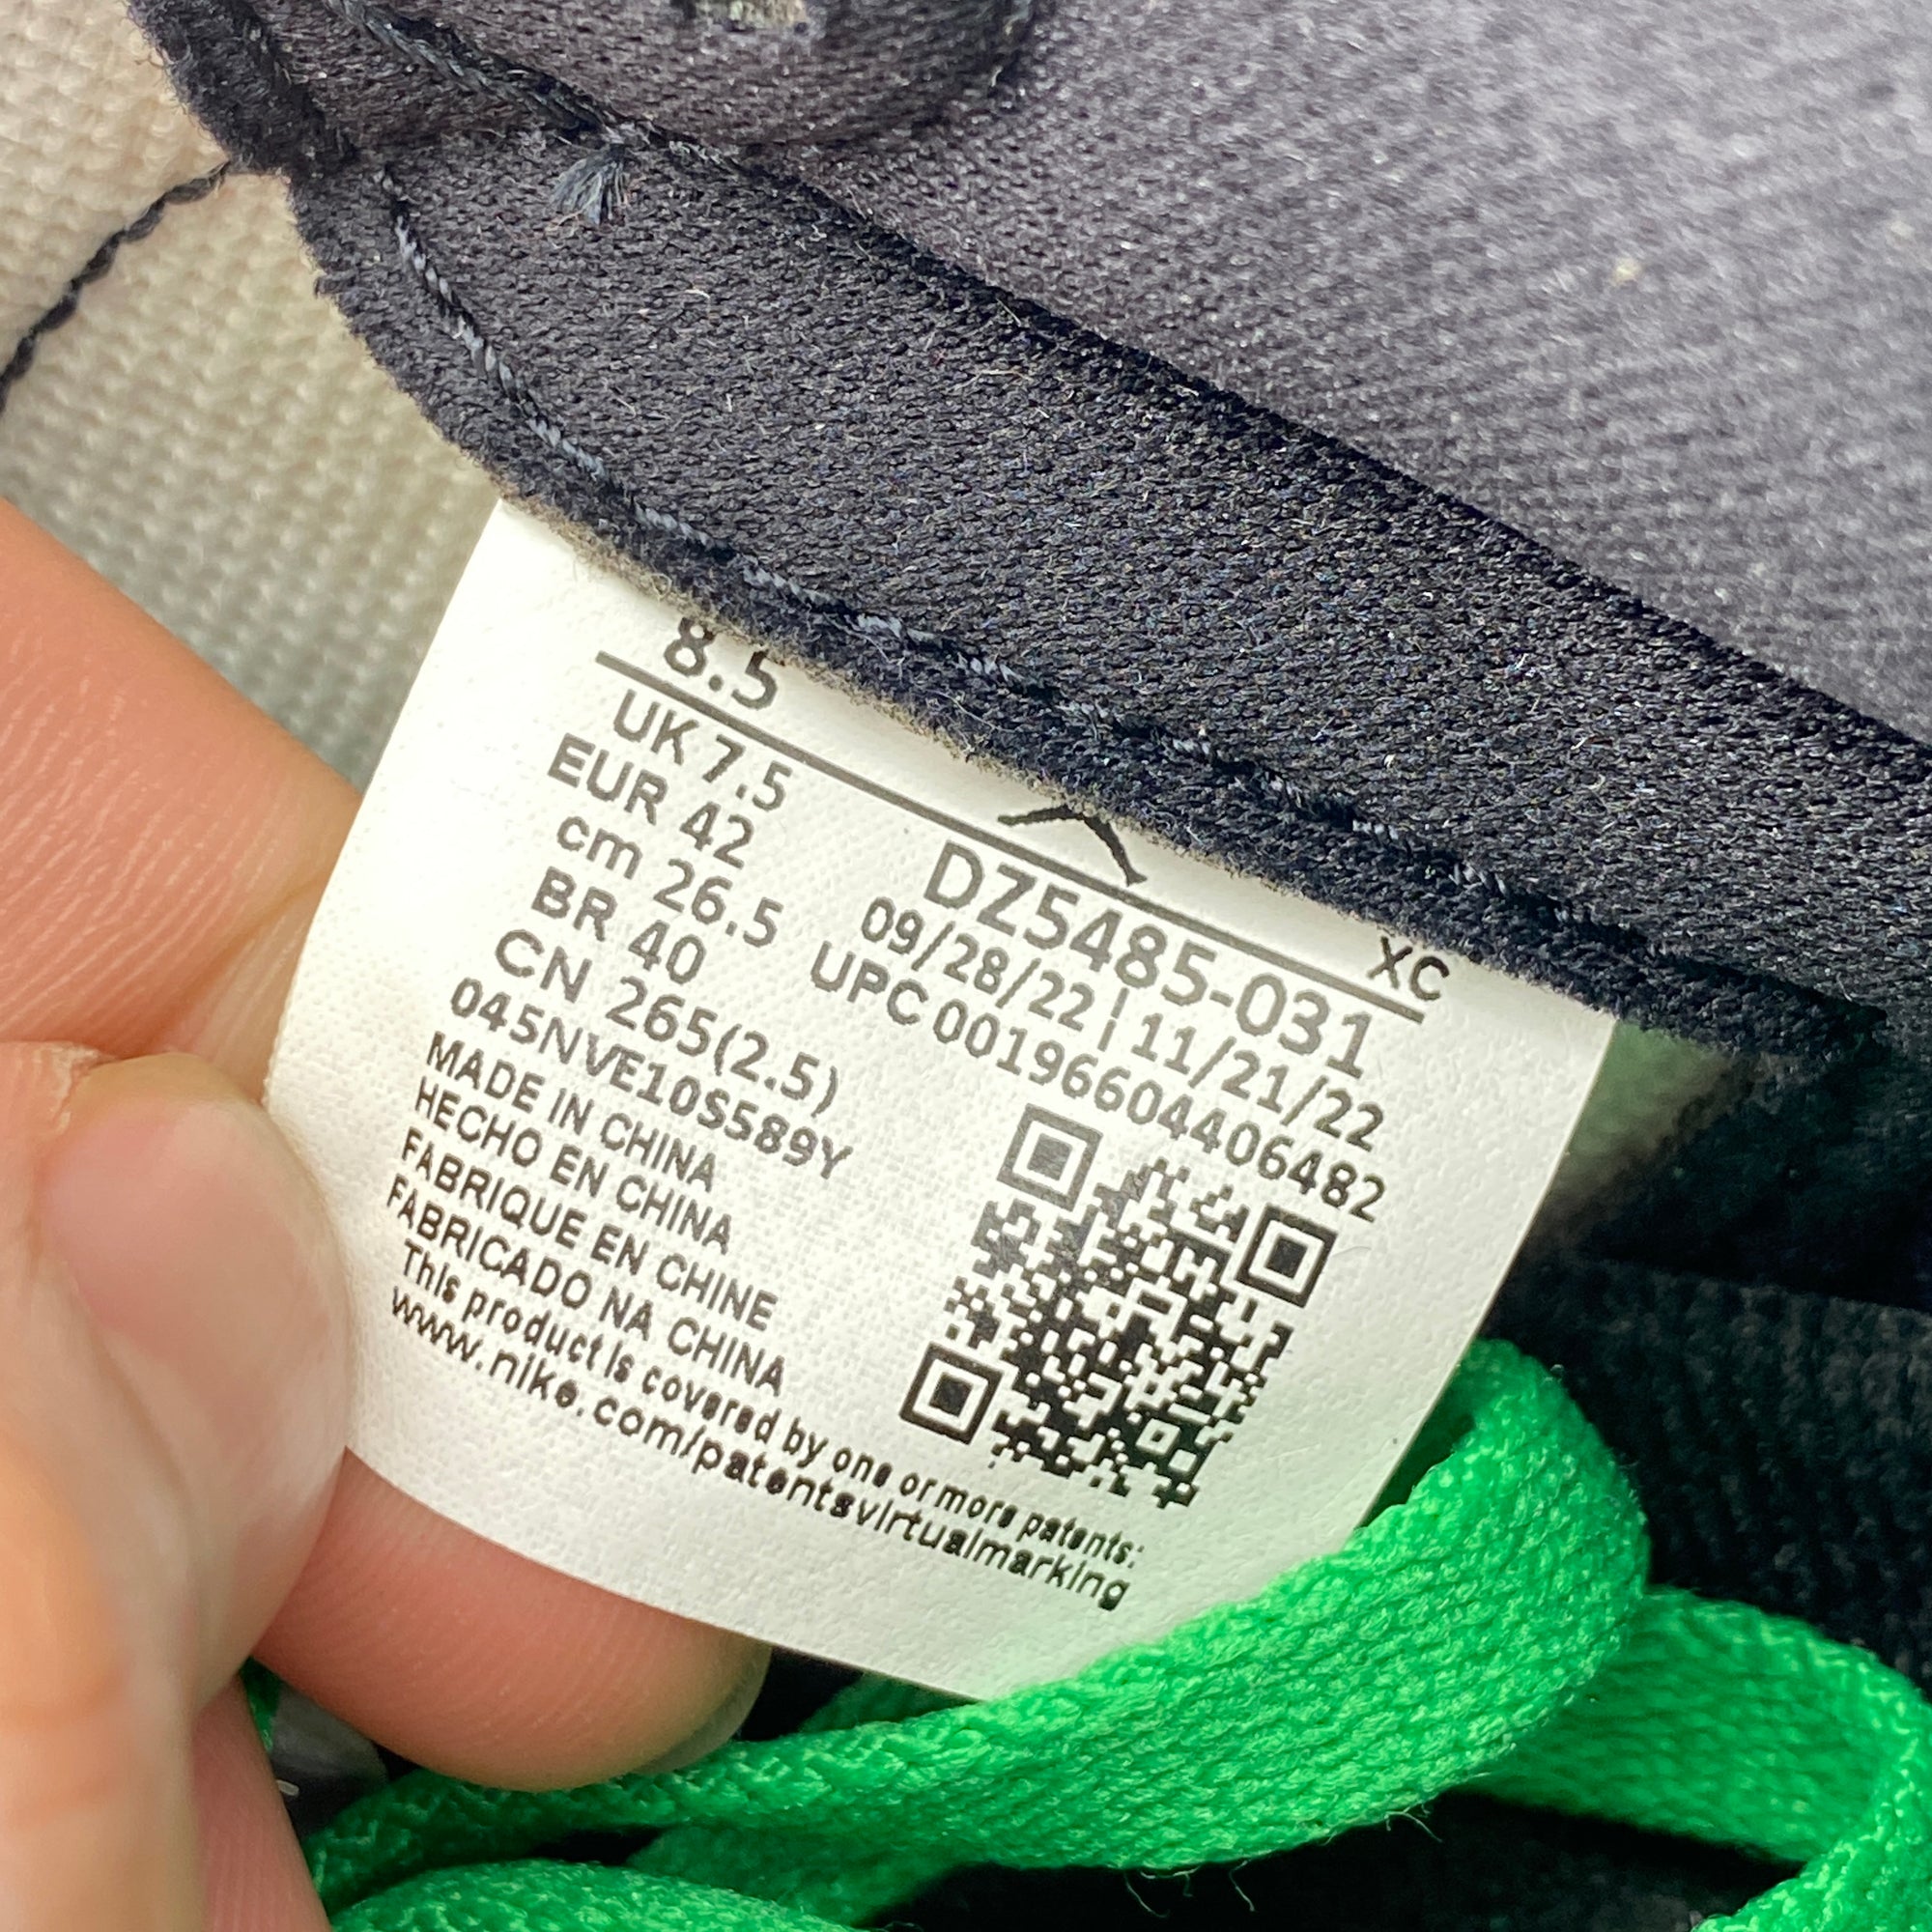 8.5
UK 7.5
EUR 42
cm 26.5
BR 40
CN 265(2.5)
045NVE10S589Y
MADE IN CHINA
HECHO EN CHINA
FABRIQUE EN CHINE
FABRICADO NA CHINA
This product is covered by one or more patents:
www.nike.com/patentsvirtualmarking
XC
DZ5485-031
09/28/22 | 11/21/22
UPC 00196604406482